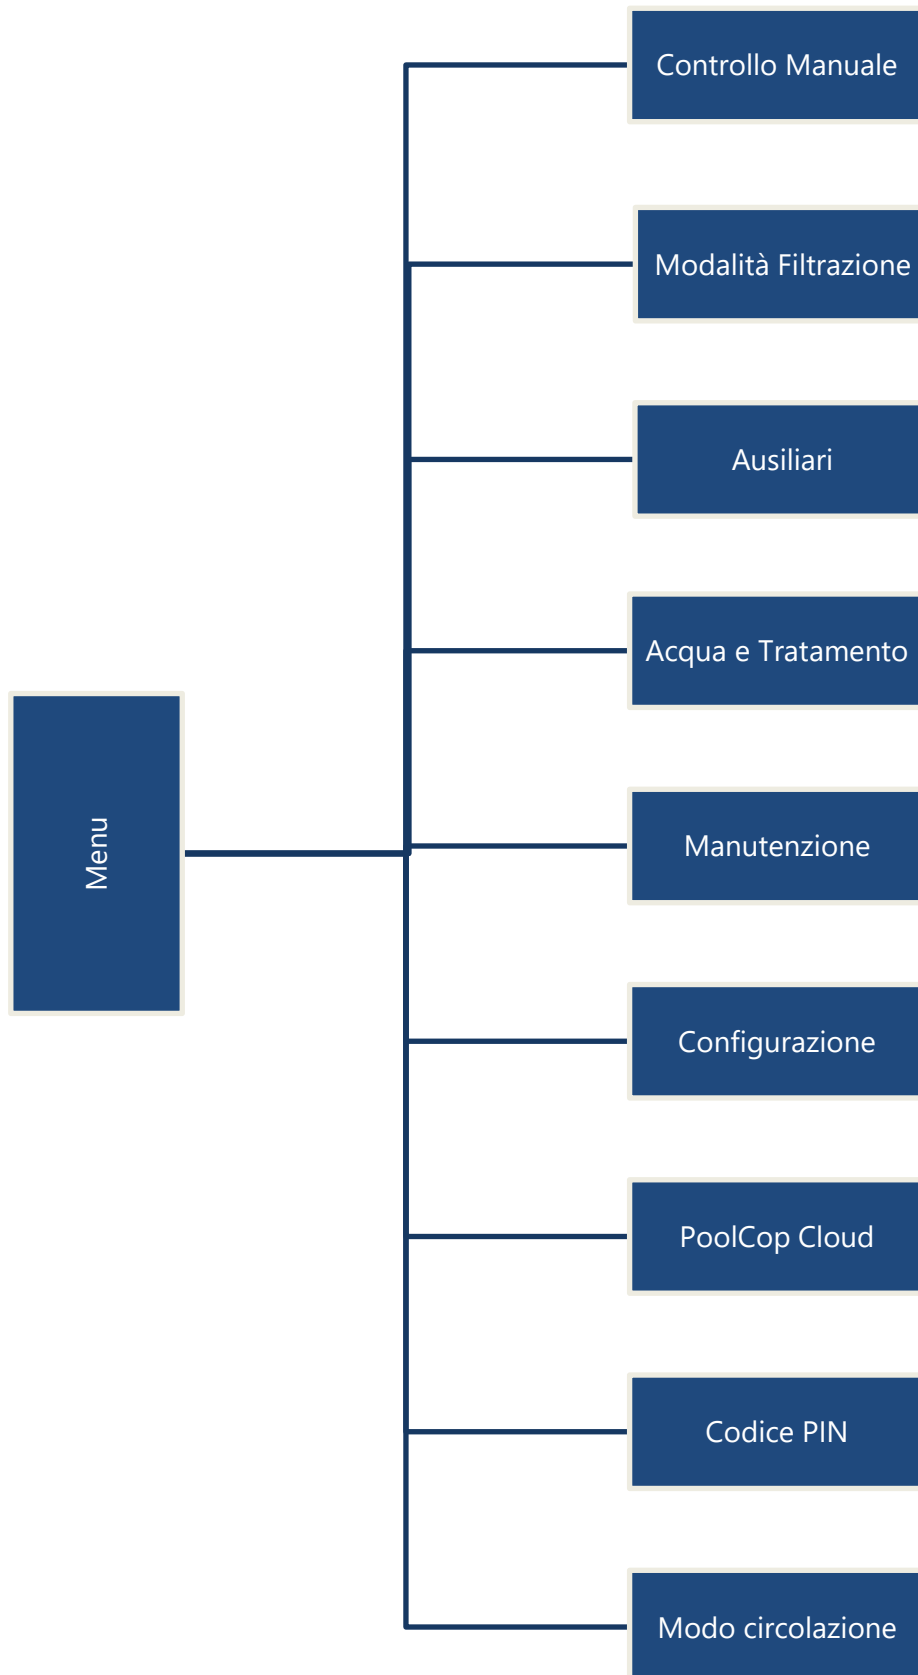 Controllo Manuale
Modalità Filtrazione
Ausiliari
Acqua e Tratamento
Menu
Manutenzione
Configurazione
PoolCop Cloud
Codice PIN
Modo circolazione